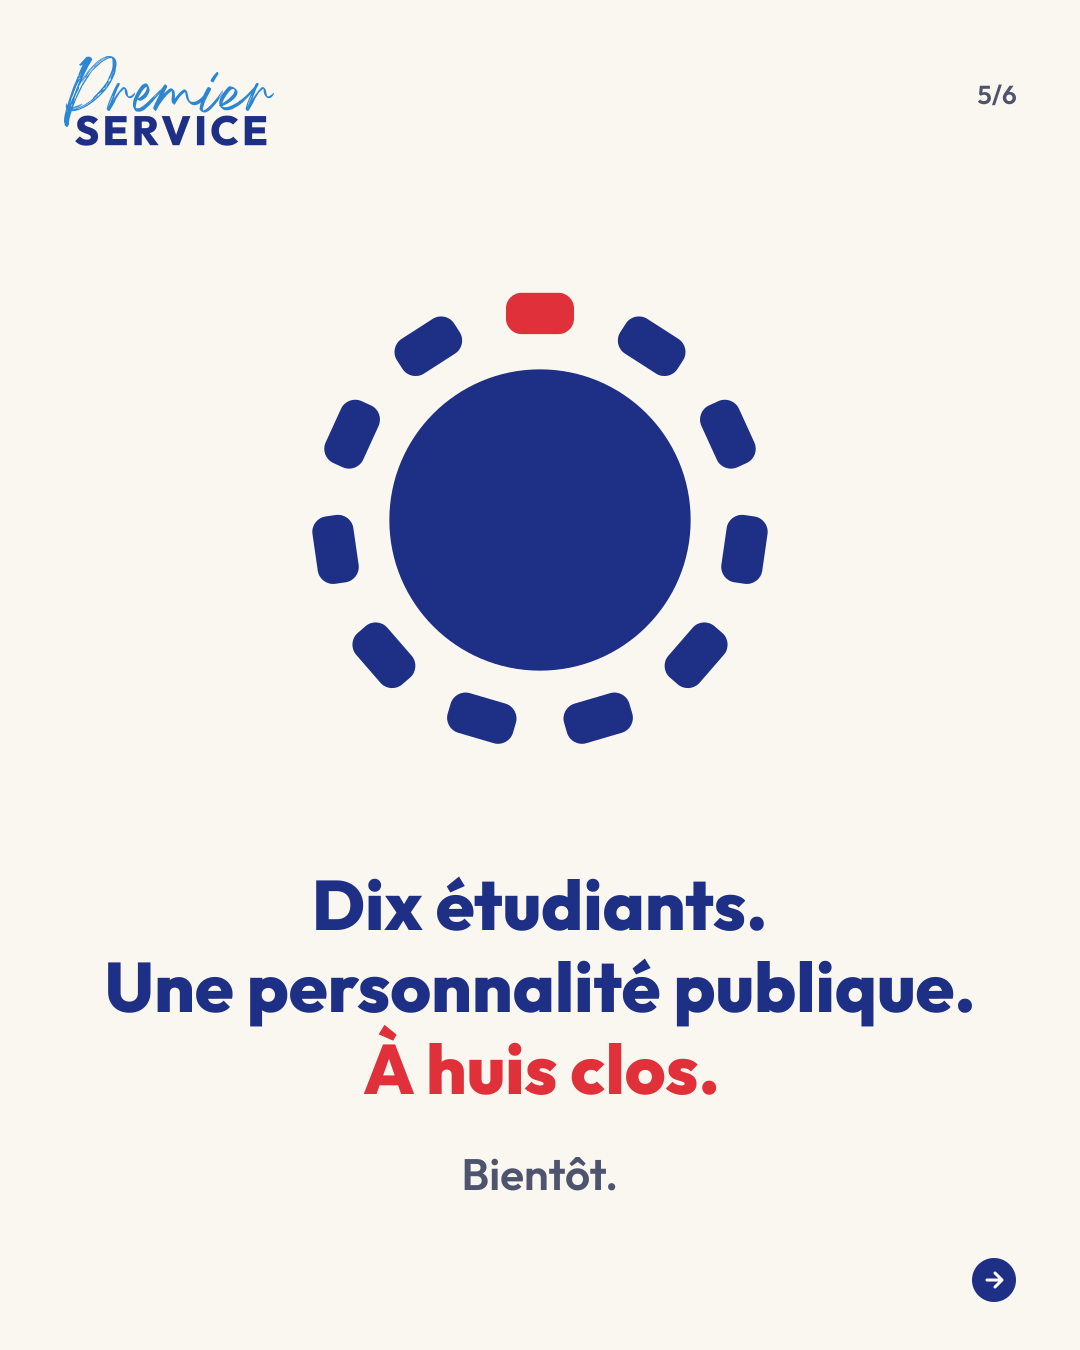 Premier
SERVICE
5/6
Dix étudiants.
Une personnalité publique.
À huis clos.
Bientôt.